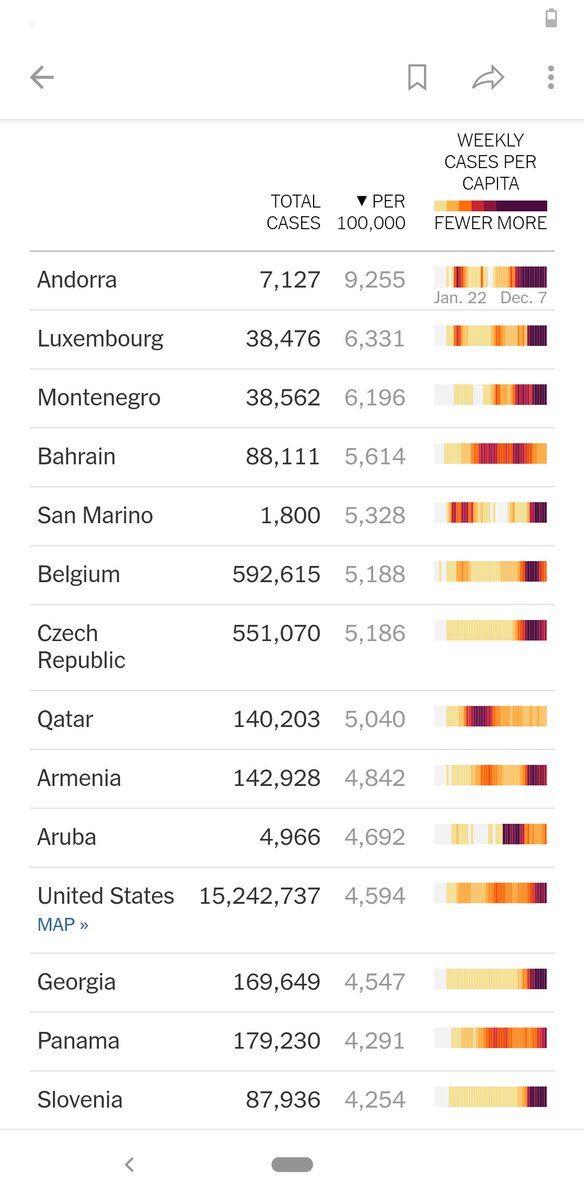 WEEKLY
CASES PER
CAPITA
TOTAL
CASES
▼ PER
100,000
FEWER MORE
Andorra 7,127 9,255
Jan. 22 Dec. 7
Luxembourg 38,476 6,331
Montenegro 38,562 6,196
Bahrain 88,111 5,614
San Marino 1,800 5,328
Belgium 592,615 5,188
Czech
Republic 551,070 5,186
Qatar 140,203 5,040
Armenia 142,928 4,842
Aruba 4,966 4,692
United States 15,242,737 4,594
MAP »
Georgia 169,649 4,547
Panama 179,230 4,291
Slovenia 87,936 4,254